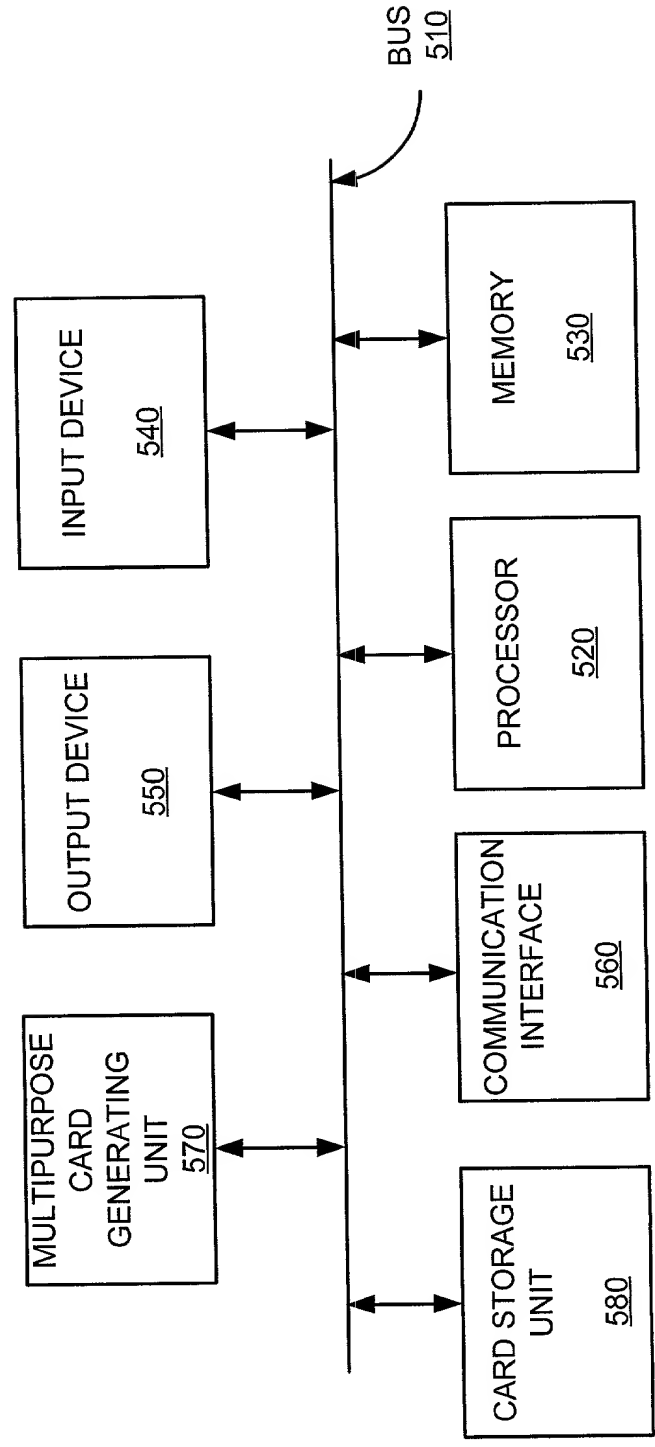 MULTIPURPOSE
CARD
GENERATING
UNIT
570
OUTPUT DEVICE
550
INPUT DEVICE
540
BUS
510
CARD STORAGE
UNIT
580
COMMUNICATION
INTERFACE
560
PROCESSOR
520
MEMORY
530